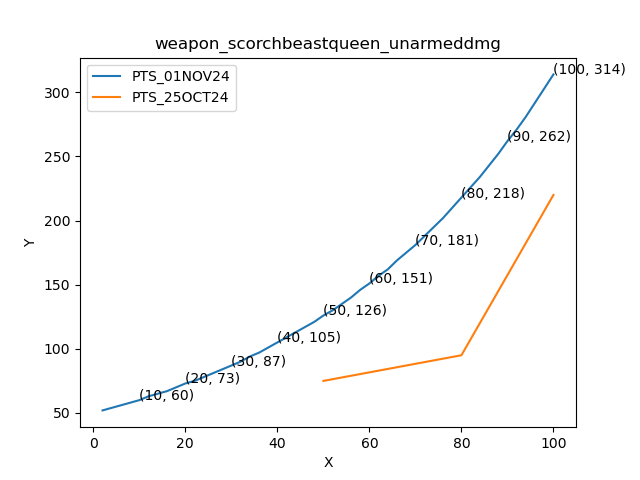 weapon_scorchbeastqueen_unarmeddmg
PTS_01NOV24
PTS_25OCT24
(100, 314)
(90, 262)
(80, 218)
(70, 181)
(60, 151)
(50, 126)
(40, 105)
(30, 87)
(20, 73)
(10, 60)
300
250
200
150
100
50
Y
0 20 40 60 80 100
X